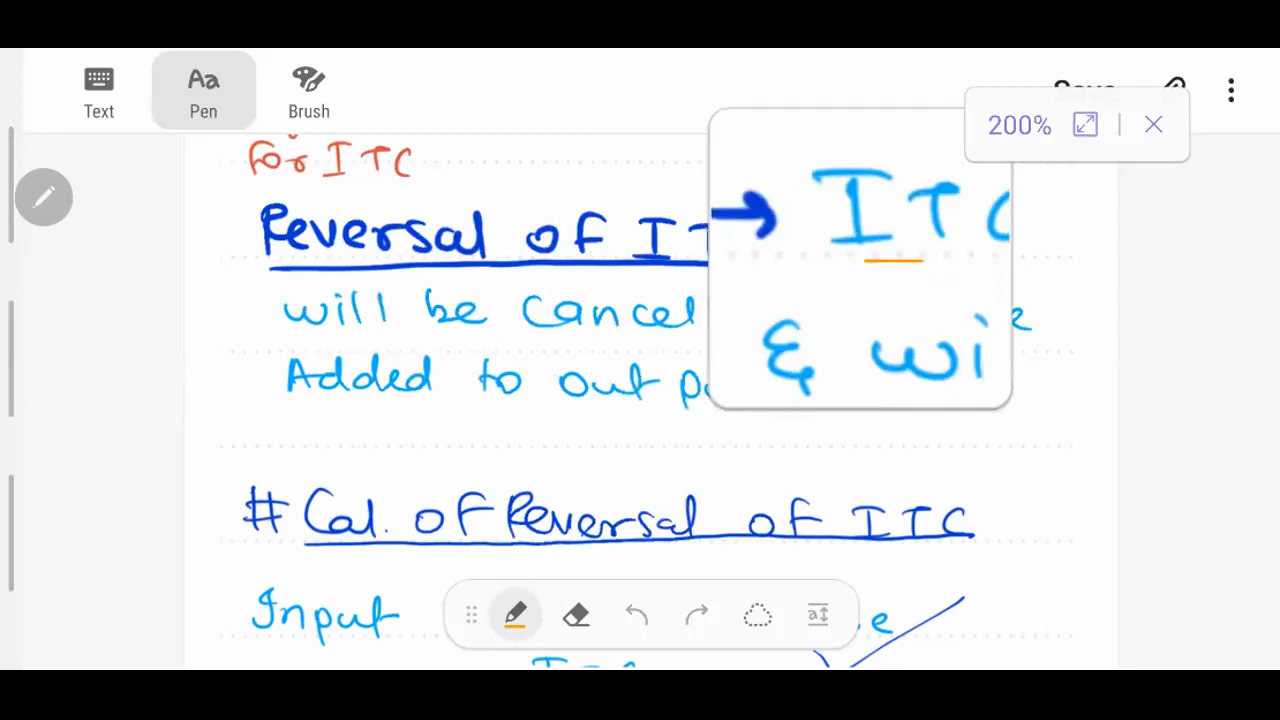 Text
Pen
Brush
200%
For ITC
Reversal of
→ ITC
will be Cancel
& wi
Added to out
# Cal. of Reversal of ITC
Input